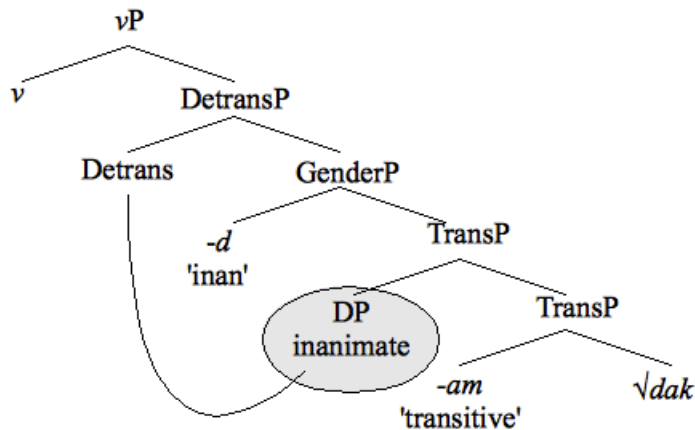 vP
v
DetransP
Detrans
GenderP
-d
'inan'
TransP
DP
inanimate
TransP
-am
'transitive'
√dak